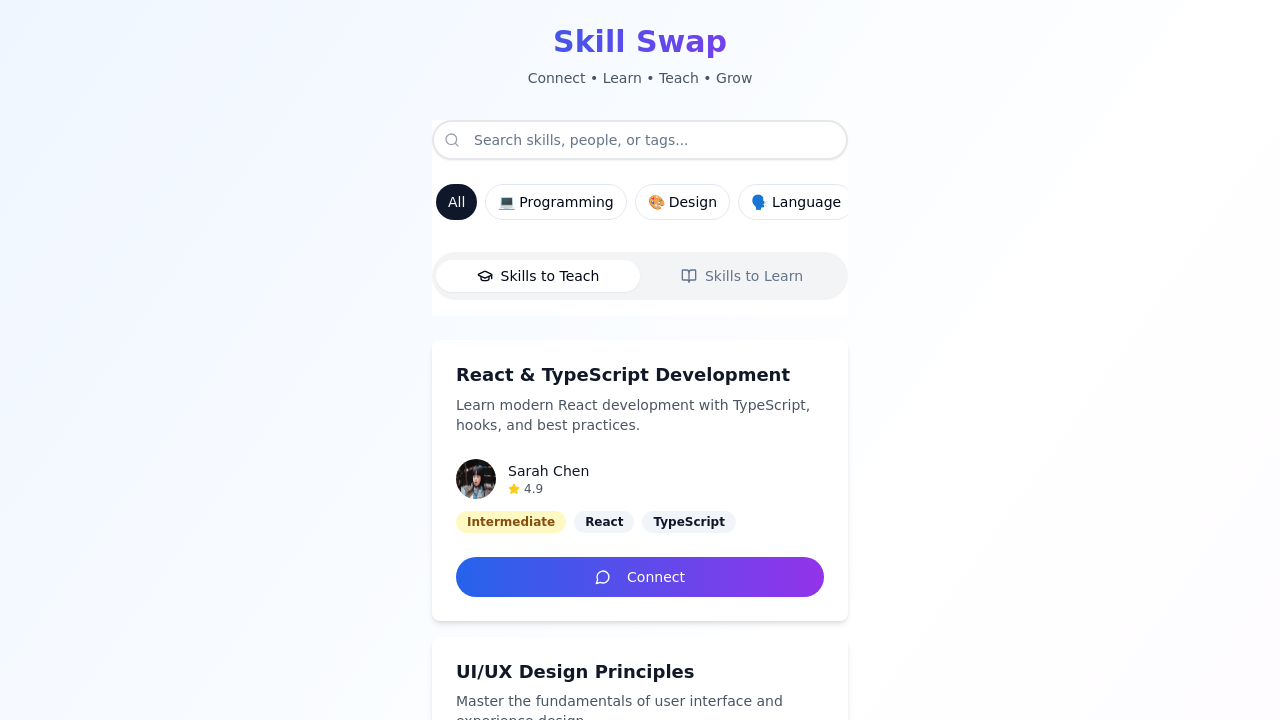 Skill Swap
Connect • Learn • Teach • Grow
Search skills, people, or tags...
All
💻 Programming
🎨 Design
🗣️ Language
Skills to Teach
Skills to Learn
React & TypeScript Development
Learn modern React development with TypeScript,
hooks, and best practices.
Sarah Chen
4.9
Intermediate
React
TypeScript
Connect
UI/UX Design Principles
Master the fundamentals of user interface and
experience design.